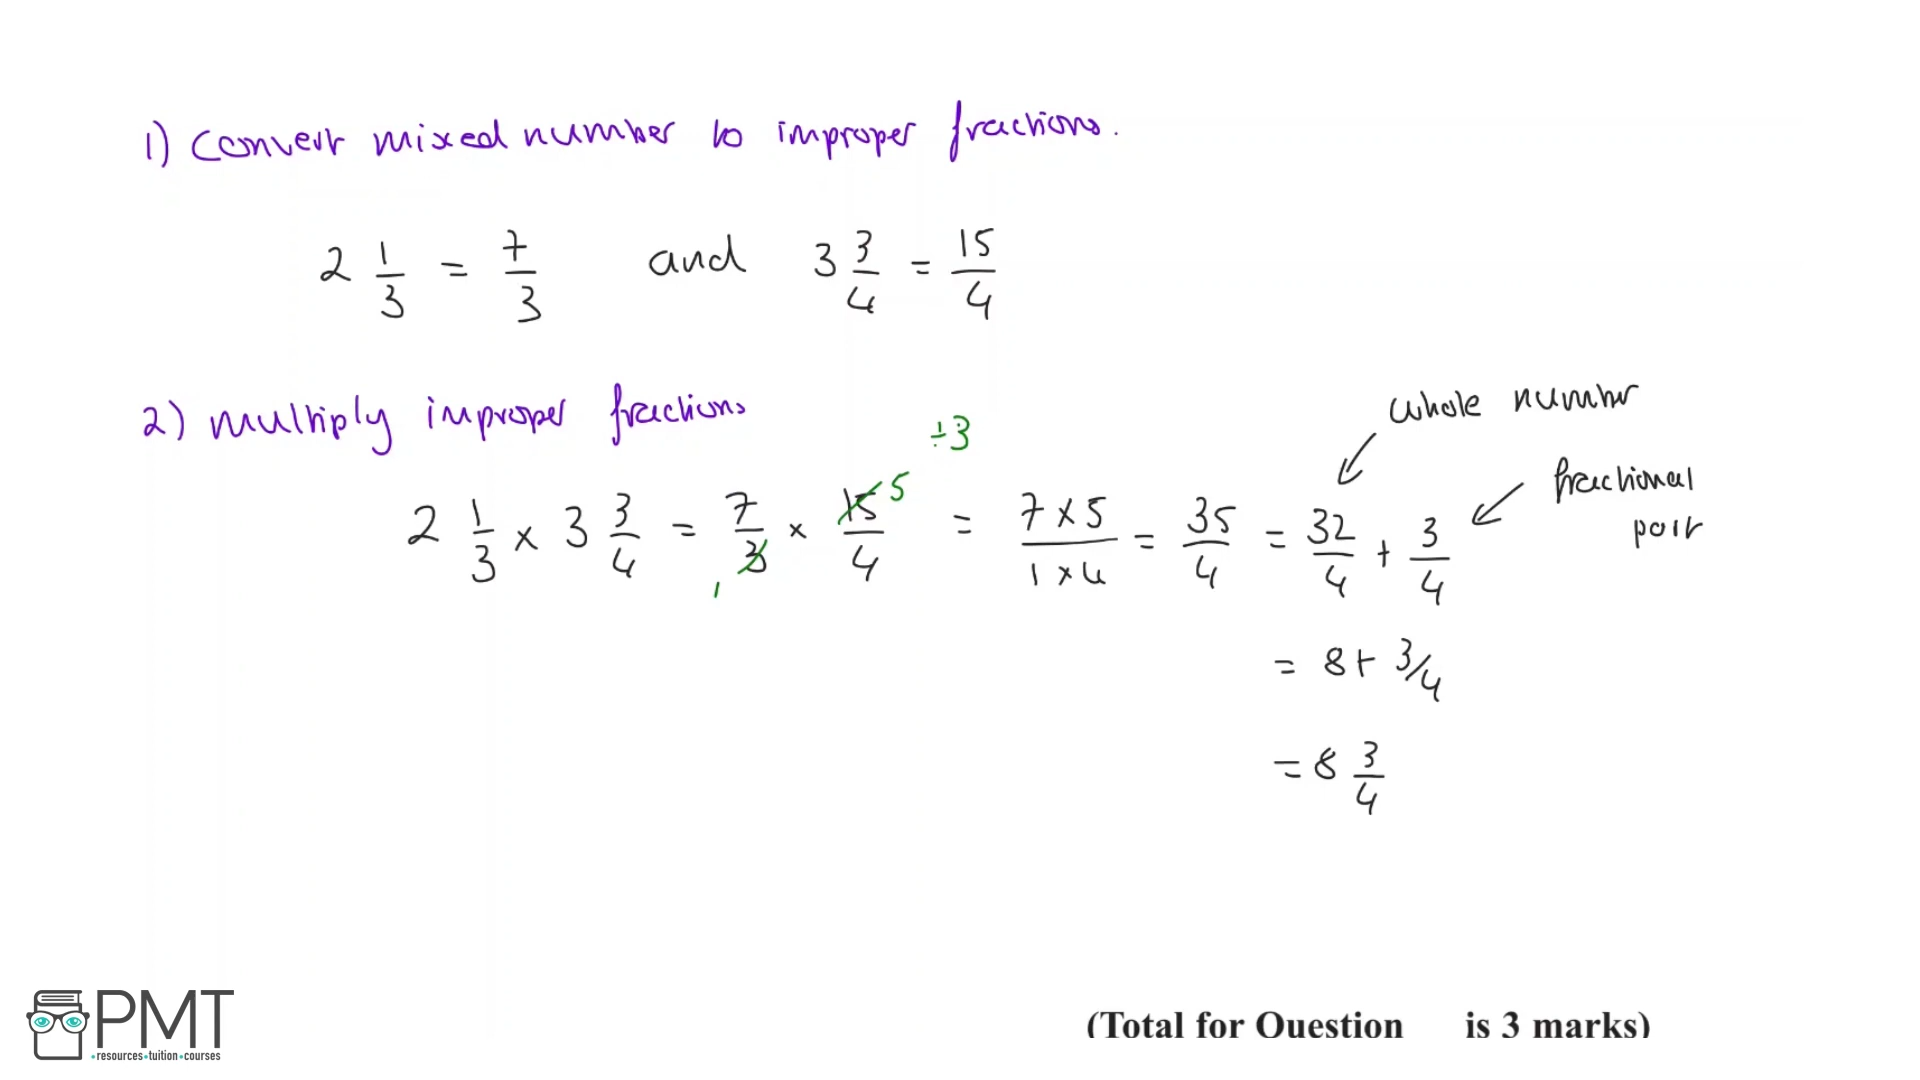 1) convert mixed number to improper fractions.
2 1/3 = 7/3 and 3 3/4 = 15/4
2) multiply improper fractions
÷3
whole number
fractional part
2 1/3 × 3 3/4 = 7/3 × 15/4 = 7×5/1×4 = 35/4 = 32/4 + 3/4
1 5
= 8 + 3/4
= 8 3/4
PMT
•resources•tuition•courses
(Total for Question is 3 marks)